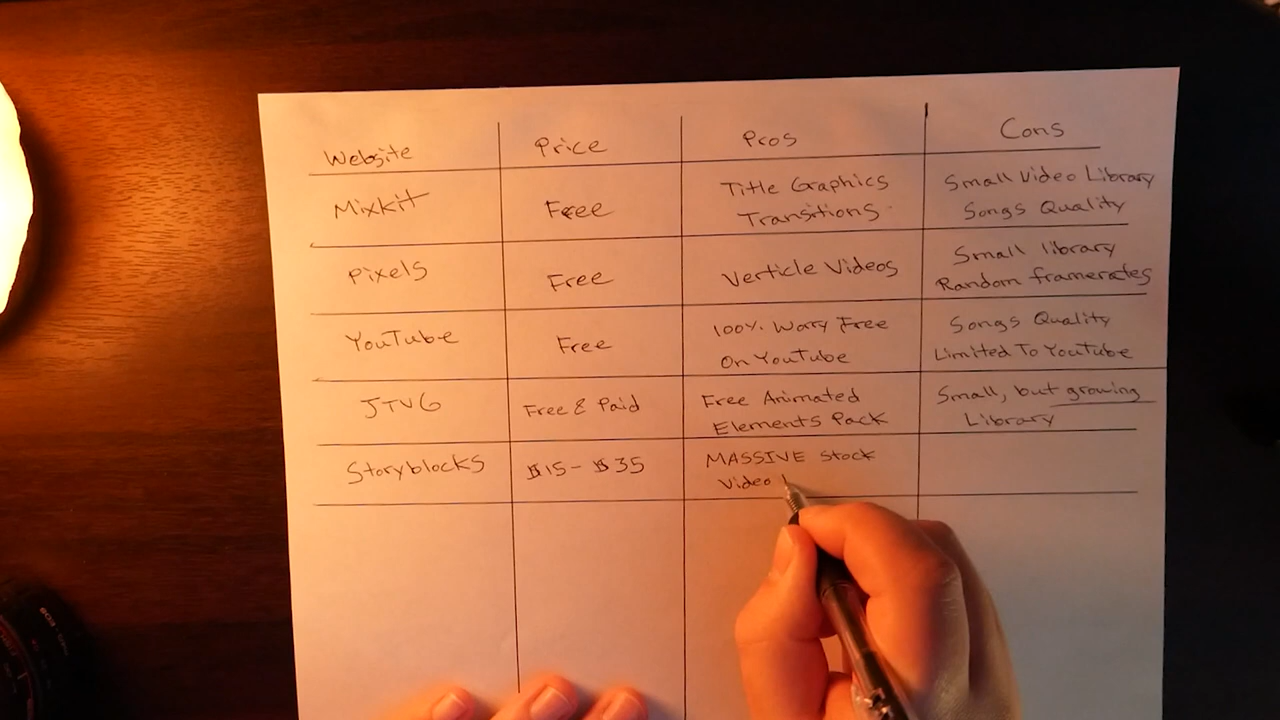 Website Price Pros Cons
Mixkit Free Title Graphics Small Video Library
Transitions Songs Quality
Pixels Free Verticle Videos Small library
Random framerates
YouTube Free 100% Worry Free Songs Quality
On YouTube Limited To YouTube
JTVG Free & Paid Free Animated Small, but growing
Elements Pack Library
Storyblocks $15-$35 MASSIVE Stock
Video